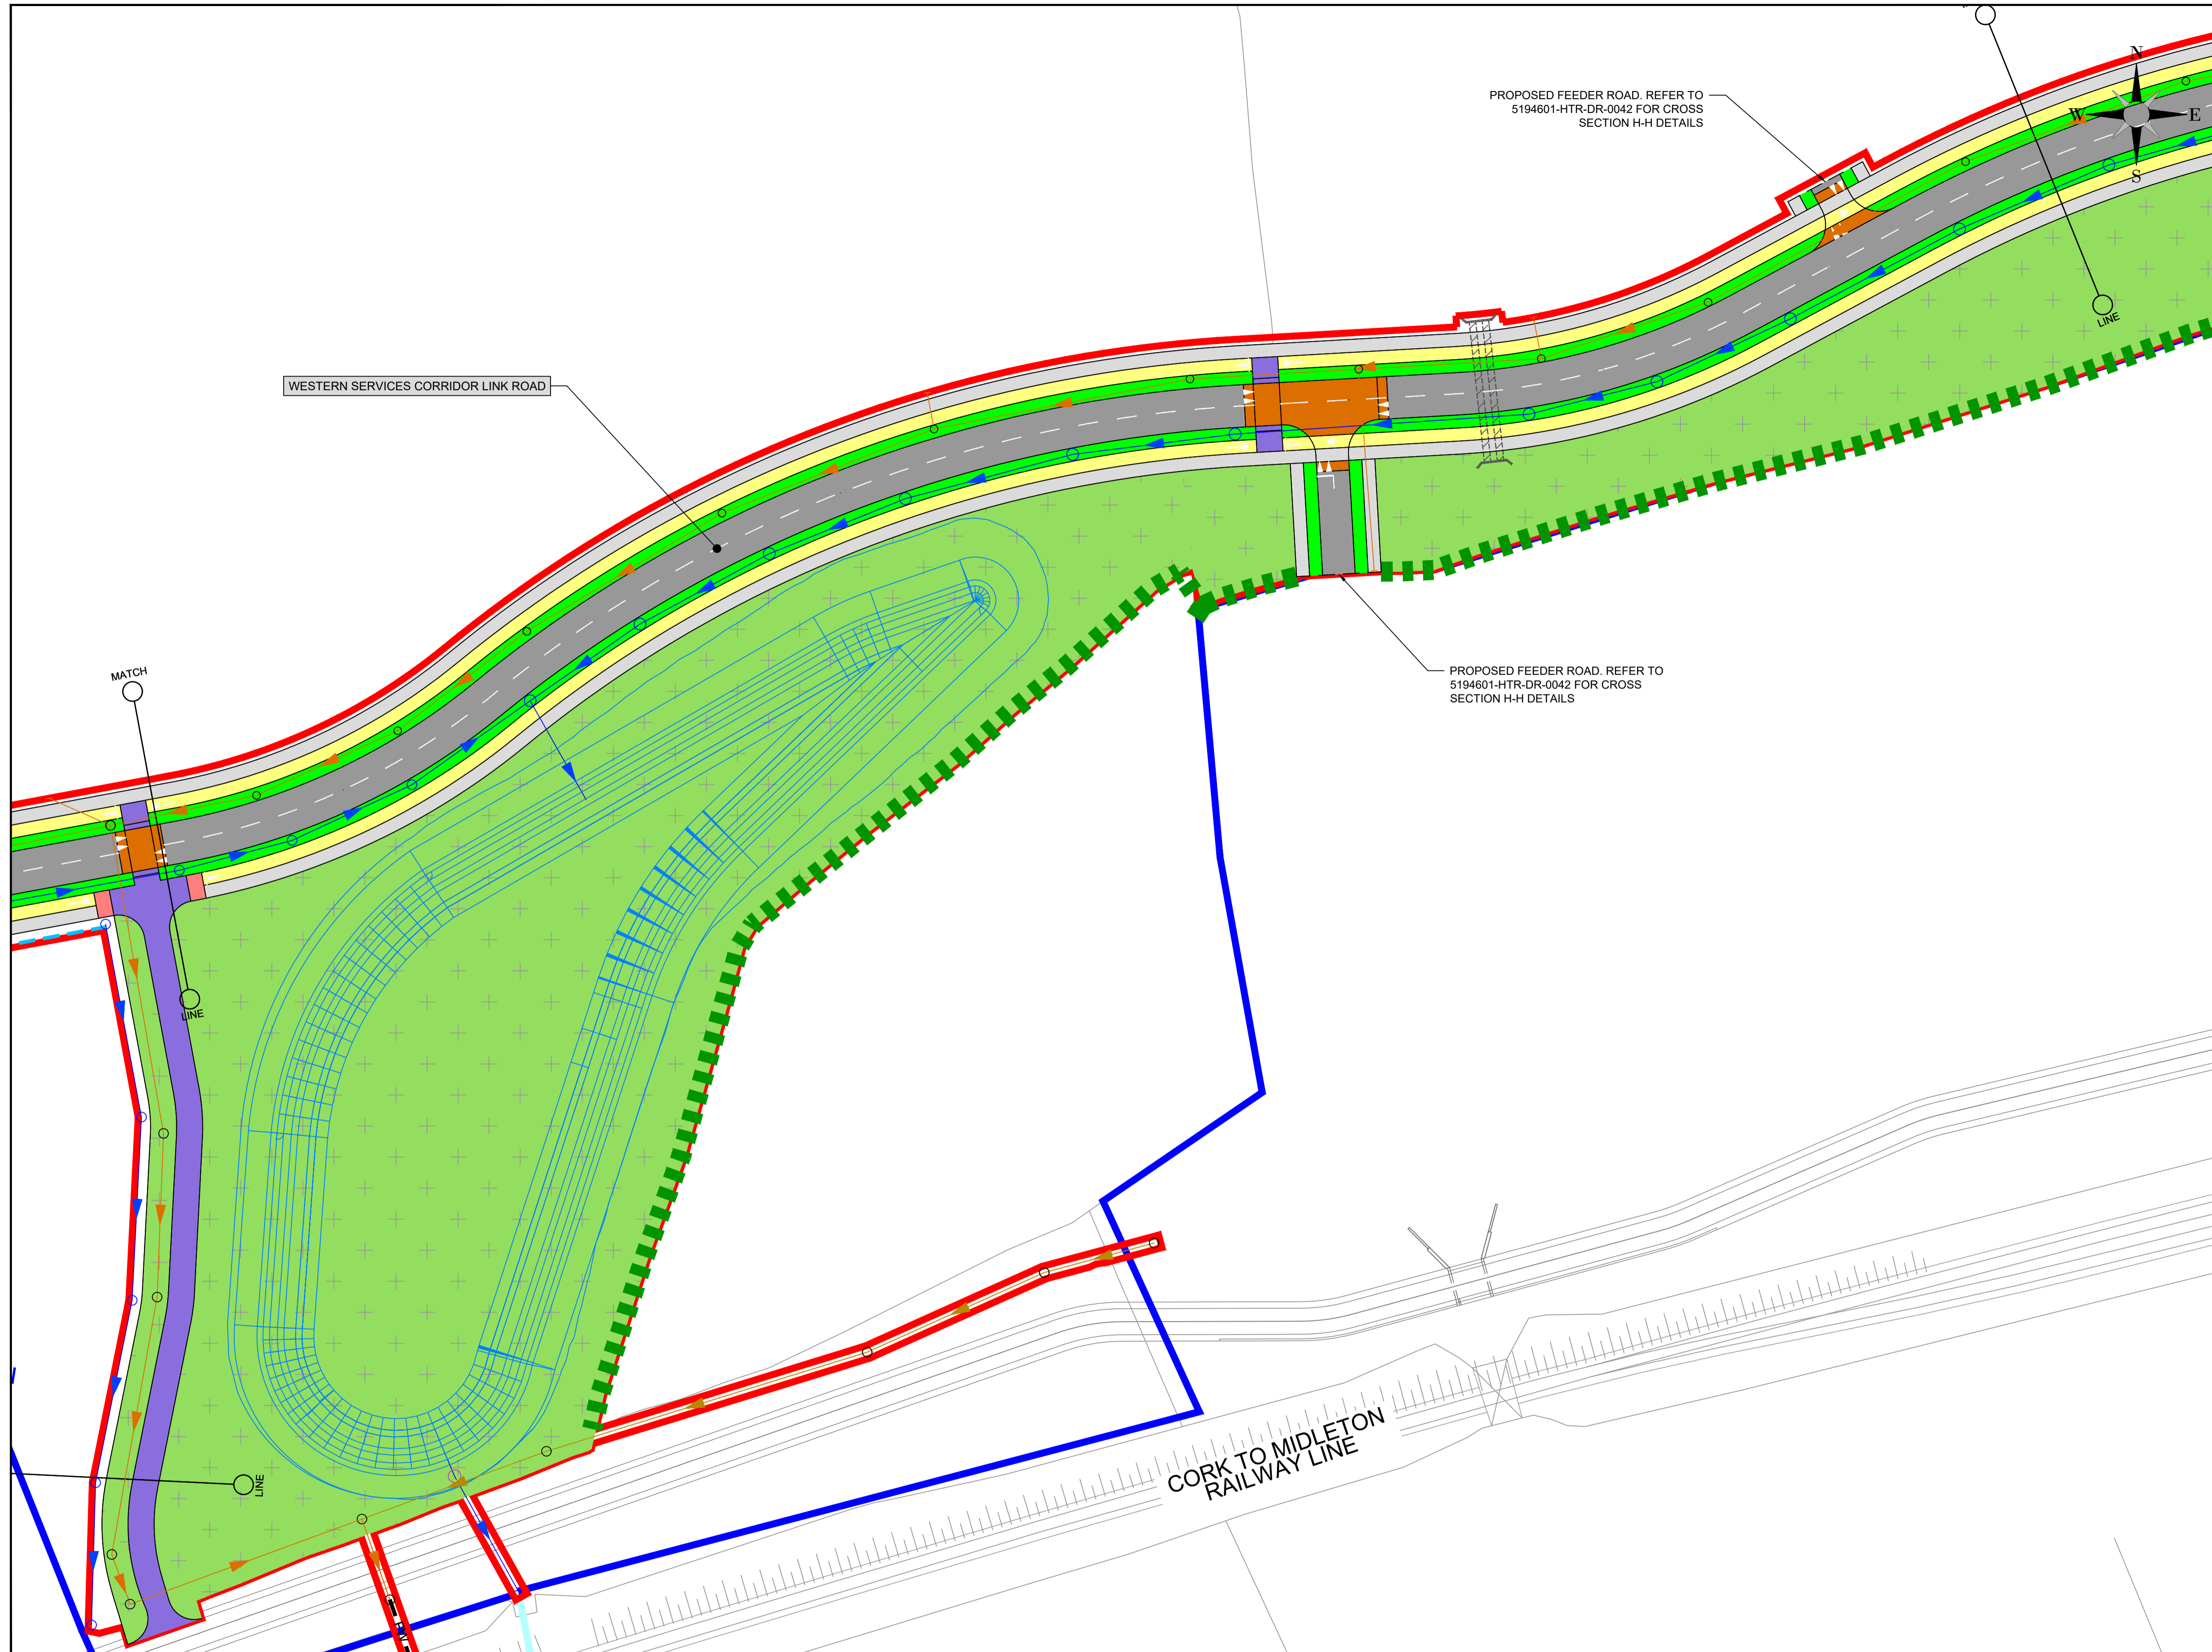 N
W
E
S
PROPOSED FEEDER ROAD. REFER TO
5194601-HTR-DR-0042 FOR CROSS
SECTION H-H DETAILS
LINE
WESTERN SERVICES CORRIDOR LINK ROAD
MATCH
LINE
PROPOSED FEEDER ROAD. REFER TO
5194601-HTR-DR-0042 FOR CROSS
SECTION H-H DETAILS
CORK TO MIDLETON
RAILWAY LINE
LINE